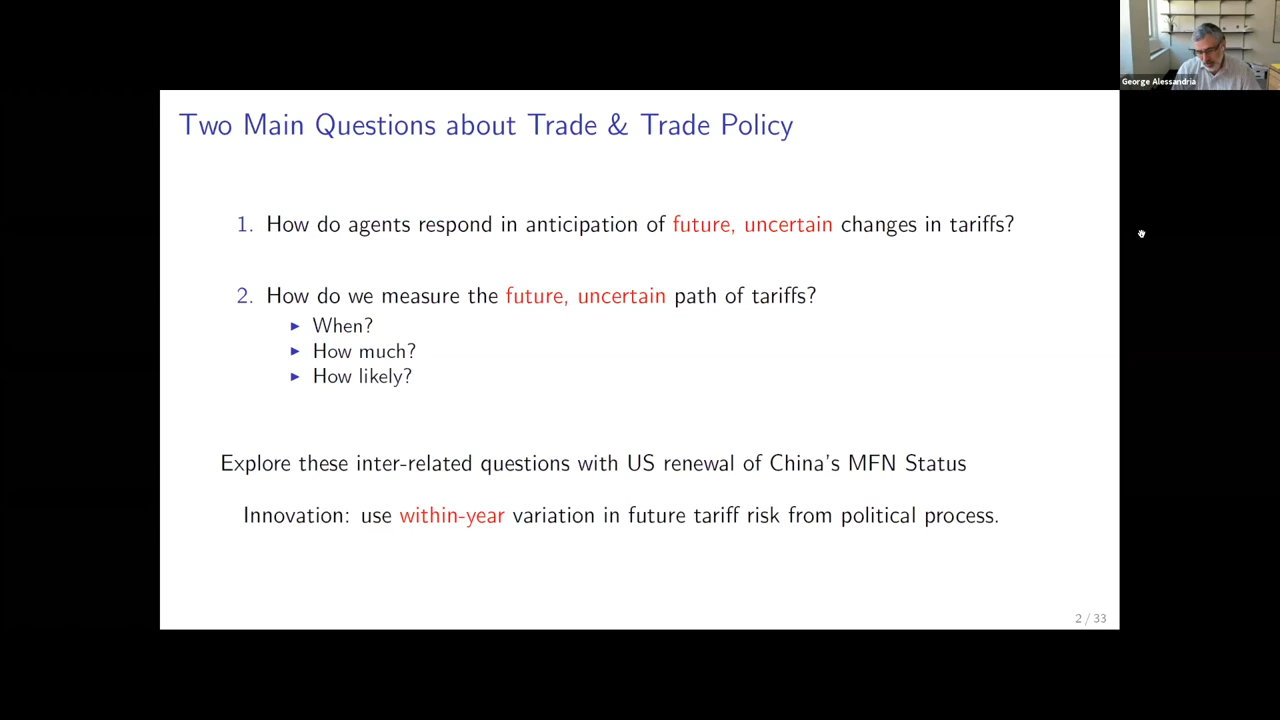 George Alessandria
Two Main Questions about Trade & Trade Policy
1. How do agents respond in anticipation of future, uncertain changes in tariffs?
2. How do we measure the future, uncertain path of tariffs?
▶ When?
▶ How much?
▶ How likely?
Explore these inter-related questions with US renewal of China's MFN Status
Innovation: use within-year variation in future tariff risk from political process.
2 / 33